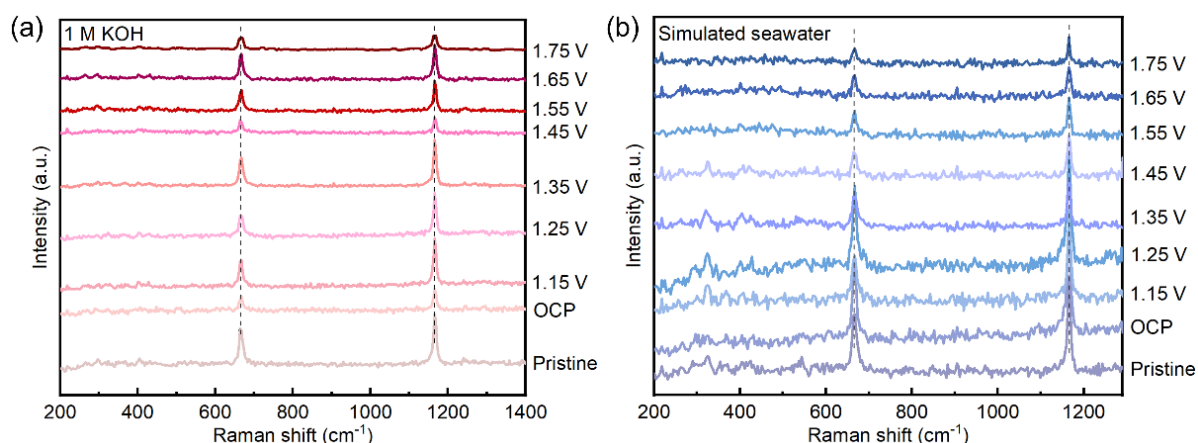 (a)
1 M KOH
1.75 V
1.65 V
1.55 V
1.45 V
1.35 V
1.25 V
1.15 V
OCP
Pristine
Intensity (a.u.)
200 400 600 800 1000 1200 1400
Raman shift (cm⁻¹)
(b)
Simulated seawater
1.75 V
1.65 V
1.55 V
1.45 V
1.35 V
1.25 V
1.15 V
OCP
Pristine
Intensity (a.u.)
200 400 600 800 1000 1200
Raman shift (cm⁻¹)